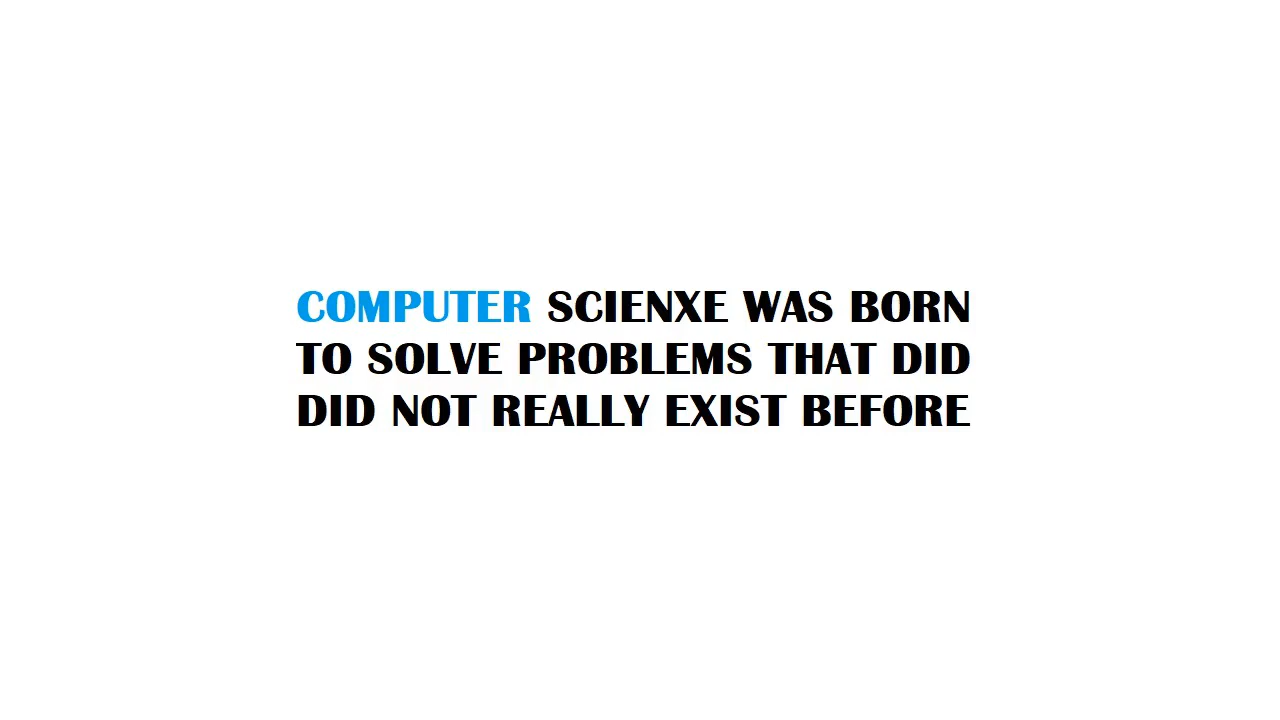 COMPUTER SCIENXE WAS BORN
TO SOLVE PROBLEMS THAT DID
DID NOT REALLY EXIST BEFORE